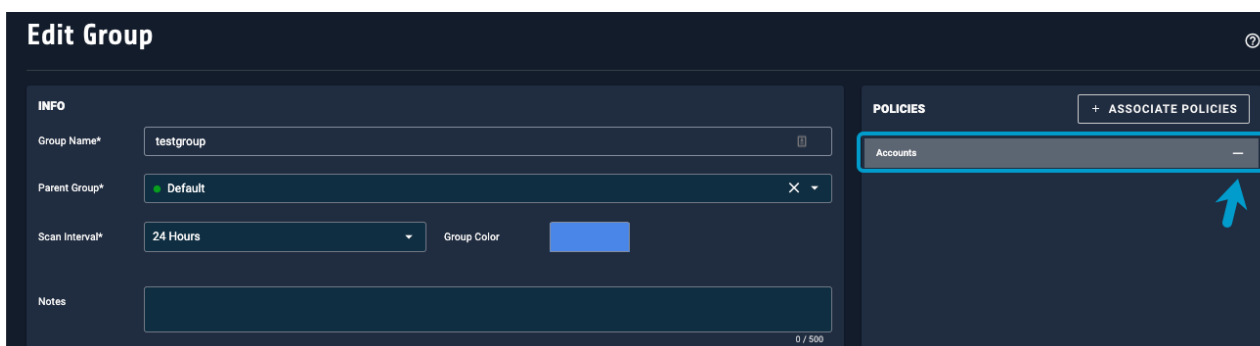 Edit Group
INFO
Group Name*
testgroup
Parent Group*
Default
Scan Interval*
24 Hours
Group Color
Notes
0 / 500
POLICIES
+ ASSOCIATE POLICIES
Accounts